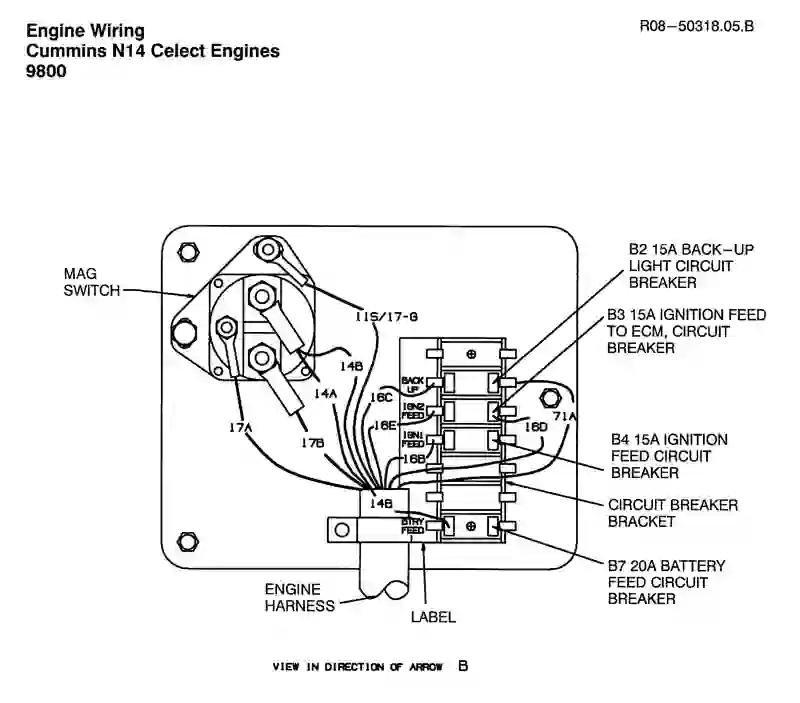 Engine Wiring
Cummins N14 Celect Engines
9800
R08-50318.05.B
MAG
SWITCH
11S/17-G
14B
14A
16C
BACK
UP
IGN2
FEED
16E
IGN1
FEED
16B
17A
17B
14B
16D
71A
BTRY
FEED
B2 15A BACK-UP
LIGHT CIRCUIT
BREAKER
B3 15A IGNITION FEED
TO ECM, CIRCUIT
BREAKER
B4 15A IGNITION
FEED CIRCUIT
BREAKER
CIRCUIT BREAKER
BRACKET
B7 20A BATTERY
FEED CIRCUIT
BREAKER
ENGINE
HARNESS
LABEL
VIEW IN DIRECTION OF ARROW B